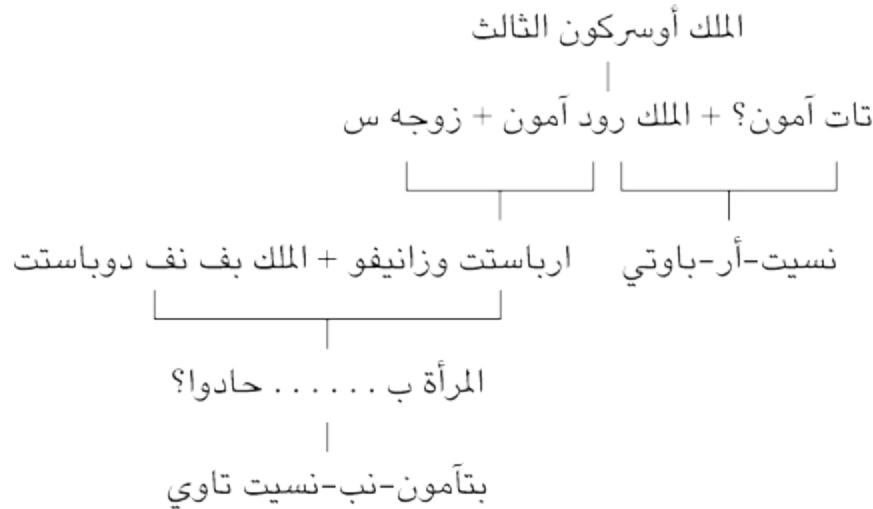 الملك أوسركون الثالث
تات آمون؟ + الملك رود آمون + زوجه س
نسيت-أر-باوتي
ارباستت وزانيفو + الملك بف نف دوباستت
المرأة ب ...... حادوا؟
بتآمون-نب-نسيت تاوي